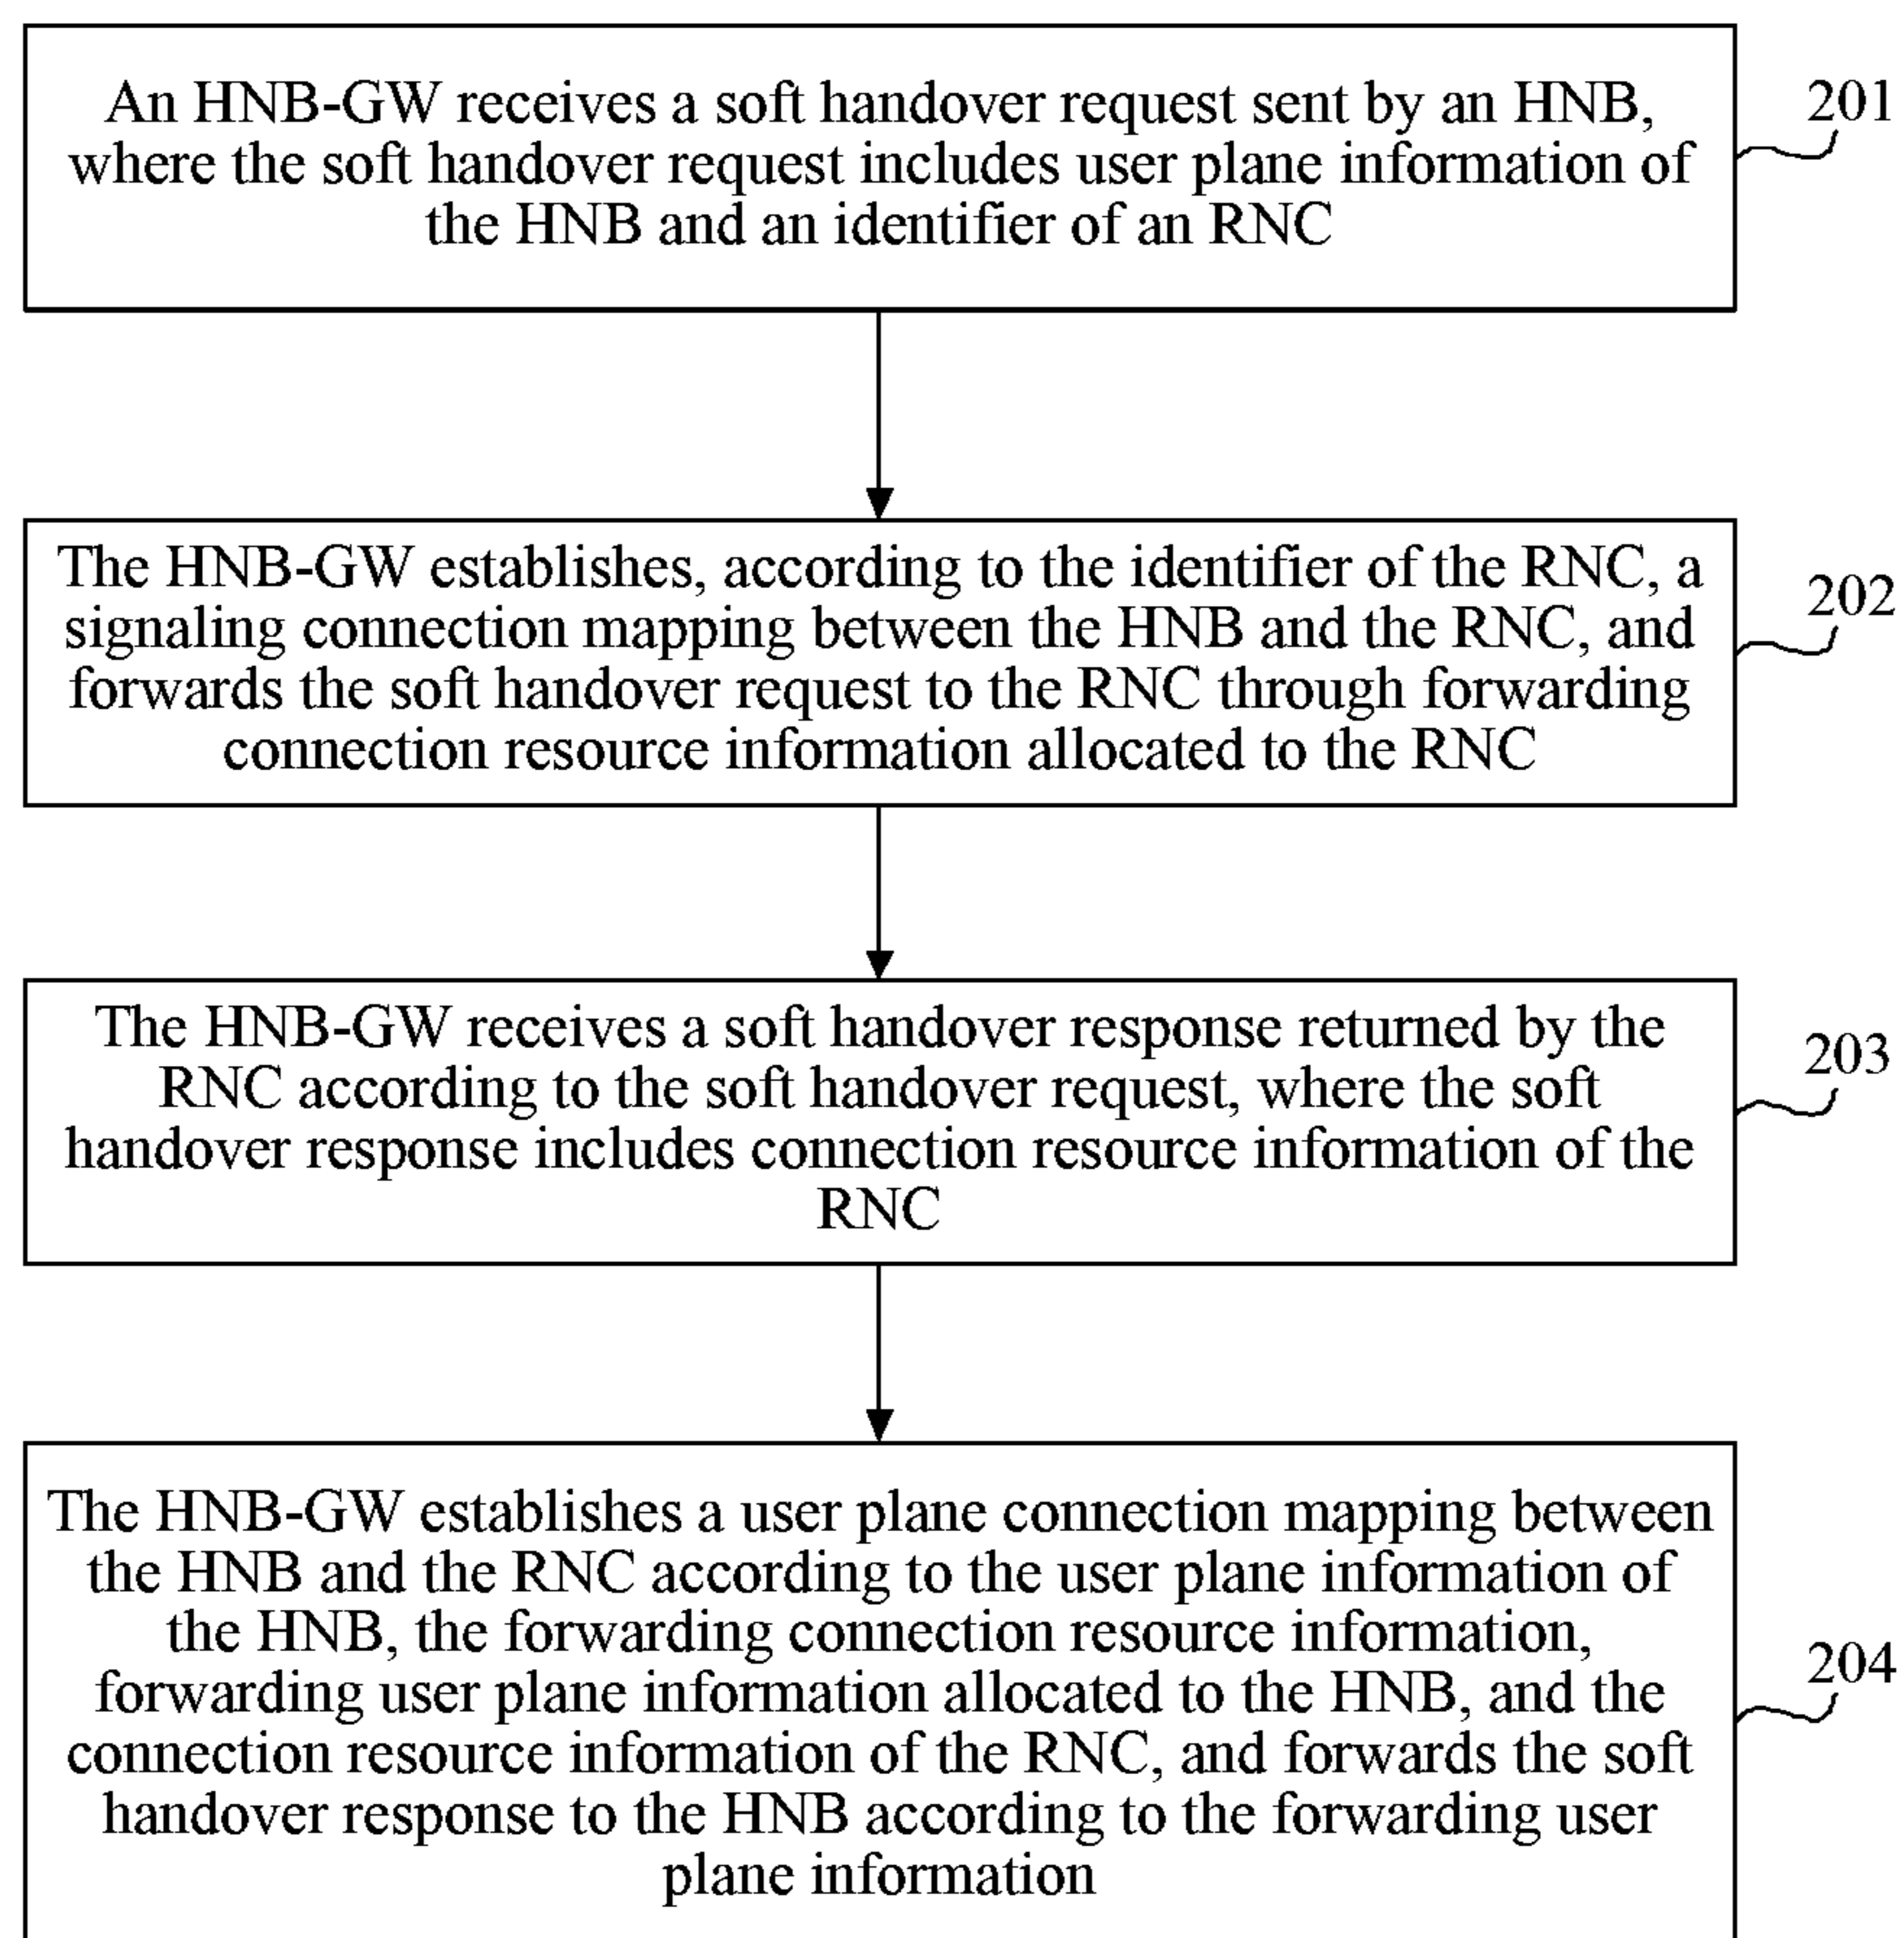 An HNB-GW receives a soft handover request sent by an HNB,
where the soft handover request includes user plane information of
the HNB and an identifier of an RNC
201
The HNB-GW establishes, according to the identifier of the RNC, a
signaling connection mapping between the HNB and the RNC, and
forwards the soft handover request to the RNC through forwarding
connection resource information allocated to the RNC
202
The HNB-GW receives a soft handover response returned by the
RNC according to the soft handover request, where the soft
handover response includes connection resource information of the
RNC
203
The HNB-GW establishes a user plane connection mapping between
the HNB and the RNC according to the user plane information of
the HNB, the forwarding connection resource information,
forwarding user plane information allocated to the HNB, and the
connection resource information of the RNC, and forwards the soft
handover response to the HNB according to the forwarding user
plane information
204